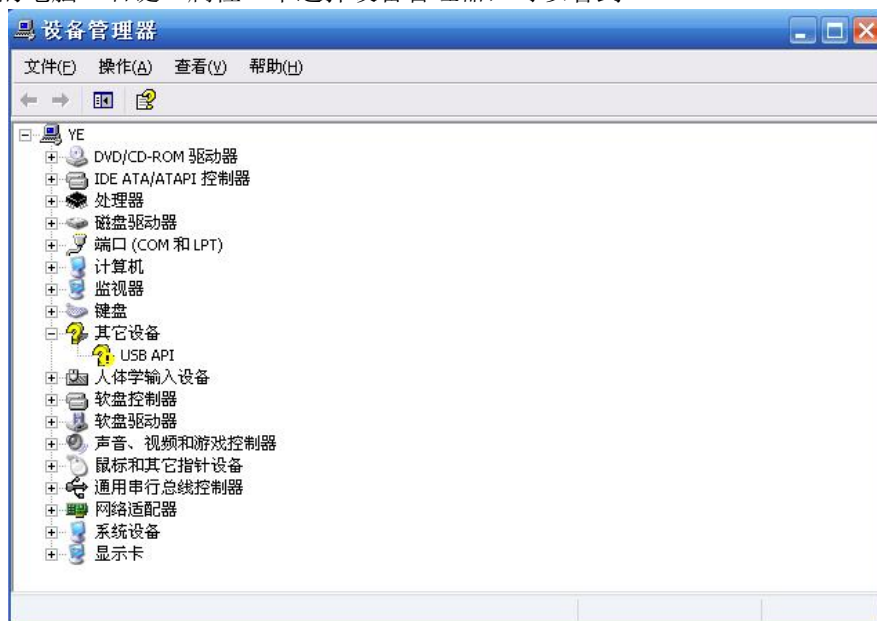 设备管理器
文件(F) 操作(A) 查看(V) 帮助(H)
YE
DVD/CD-ROM 驱动器
IDE ATA/ATAPI 控制器
处理器
磁盘驱动器
端口 (COM 和 LPT)
计算机
监视器
键盘
其它设备
USB API
人体学输入设备
软盘控制器
软盘驱动器
声音、视频和游戏控制器
鼠标和其它指针设备
通用串行总线控制器
网络适配器
系统设备
显示卡